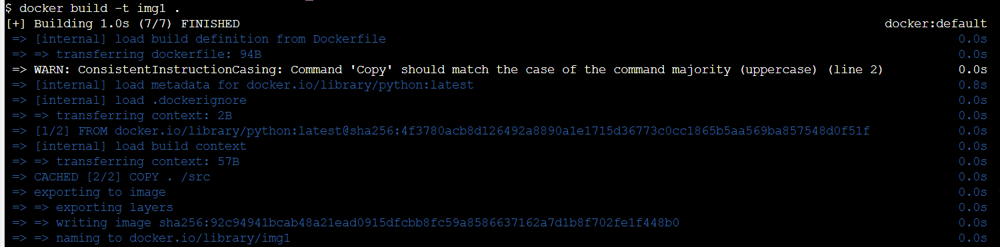 $ docker build -t img1 .
[+] Building 1.0s (7/7) FINISHED docker:default
=> [internal] load build definition from Dockerfile 0.0s
=> => transferring dockerfile: 94B 0.0s
=> WARN: ConsistentInstructionCasing: Command 'Copy' should match the case of the command majority (uppercase) (line 2) 0.0s
=> [internal] load metadata for docker.io/library/python:latest 0.8s
=> [internal] load .dockerignore 0.0s
=> => transferring context: 2B 0.0s
=> [1/2] FROM docker.io/library/python:latest@sha256:4f3780acb8d126492a8890a1e1715d36773c0cc1865b5aa569ba857548d0f51f 0.0s
=> [internal] load build context 0.0s
=> => transferring context: 57B 0.0s
=> CACHED [2/2] COPY . /src 0.0s
=> exporting to image 0.0s
=> => exporting layers 0.0s
=> => writing image sha256:92c94941bcab48a21ead0915dfcbb8fc59a8586637162a7d1b8f702fe1f448b0 0.0s
=> => naming to docker.io/library/img1 0.0s